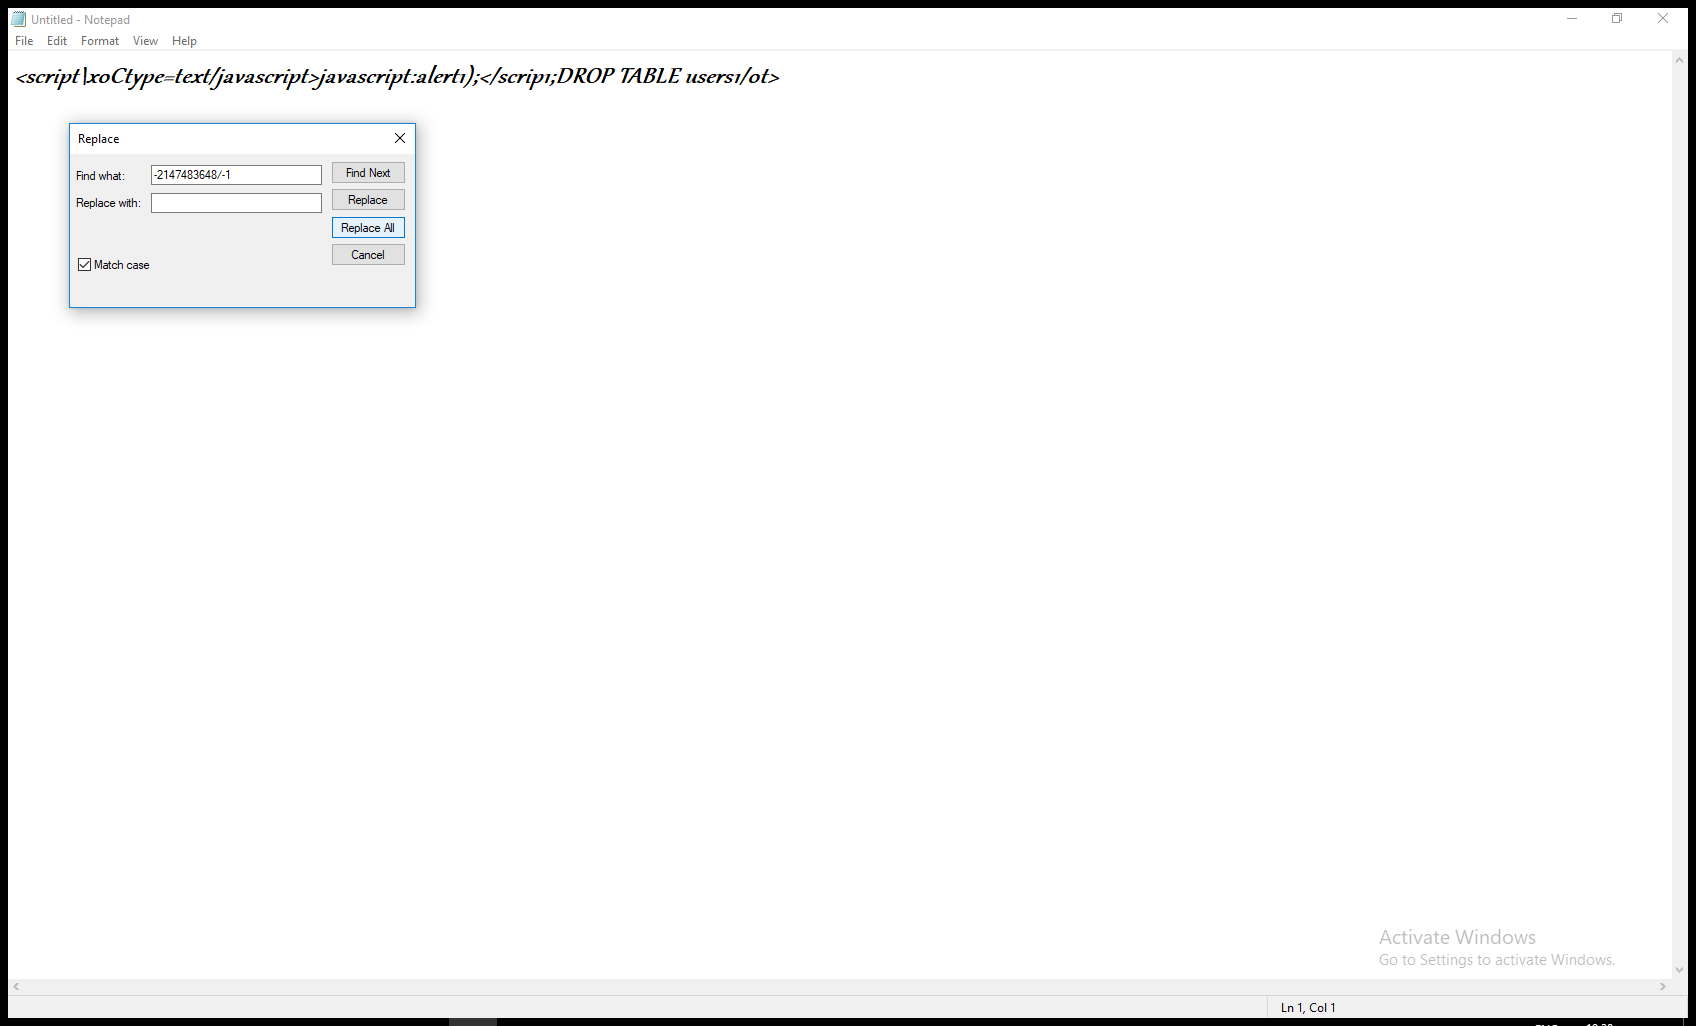 Untitled - Notepad
File Edit Format View Help
<script\x0Ctype=text/javascript>javascript:alert1);</scrip1;DROP TABLE users1/0t>
Replace
Find what: -2147483648/-1 Find Next
Replace with: Replace
Replace All
Cancel
Match case
Activate Windows
Go to Settings to activate Windows.
Ln 1, Col 1